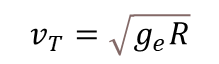 v_T = √(g_e R)